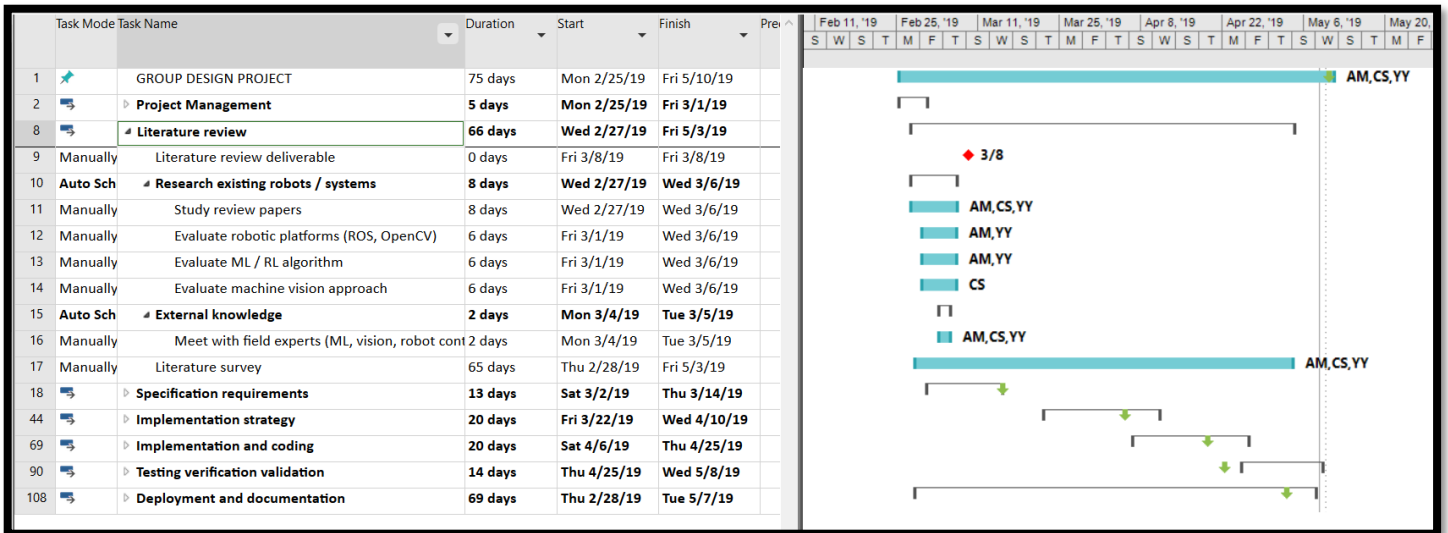 Task Mode Task Name Duration Start Finish Pre
Feb 11, '19 Feb 25, '19 Mar 11, '19 Mar 25, '19 Apr 8, '19 Apr 22, '19 May 6, '19 May 20,
S W S T M F T S W S T M F T S W S T M F T S W S T M F
1 GROUP DESIGN PROJECT 75 days Mon 2/25/19 Fri 5/10/19 AM,CS,YY
2 Project Management 5 days Mon 2/25/19 Fri 3/1/19
8 Literature review 66 days Wed 2/27/19 Fri 5/3/19
9 Manually Literature review deliverable 0 days Fri 3/8/19 Fri 3/8/19 3/8
10 Auto Sch Research existing robots / systems 8 days Wed 2/27/19 Wed 3/6/19
11 Manually Study review papers 8 days Wed 2/27/19 Wed 3/6/19 AM,CS,YY
12 Manually Evaluate robotic platforms (ROS, OpenCV) 6 days Fri 3/1/19 Wed 3/6/19 AM,YY
13 Manually Evaluate ML / RL algorithm 6 days Fri 3/1/19 Wed 3/6/19 AM,YY
14 Manually Evaluate machine vision approach 6 days Fri 3/1/19 Wed 3/6/19 CS
15 Auto Sch External knowledge 2 days Mon 3/4/19 Tue 3/5/19
16 Manually Meet with field experts (ML, vision, robot cont 2 days Mon 3/4/19 Tue 3/5/19 AM,CS,YY
17 Manually Literature survey 65 days Thu 2/28/19 Fri 5/3/19 AM,CS,YY
18 Specification requirements 13 days Sat 3/2/19 Thu 3/14/19
44 Implementation strategy 20 days Fri 3/22/19 Wed 4/10/19
69 Implementation and coding 20 days Sat 4/6/19 Thu 4/25/19
90 Testing verification validation 14 days Thu 4/25/19 Wed 5/8/19
108 Deployment and documentation 69 days Thu 2/28/19 Tue 5/7/19